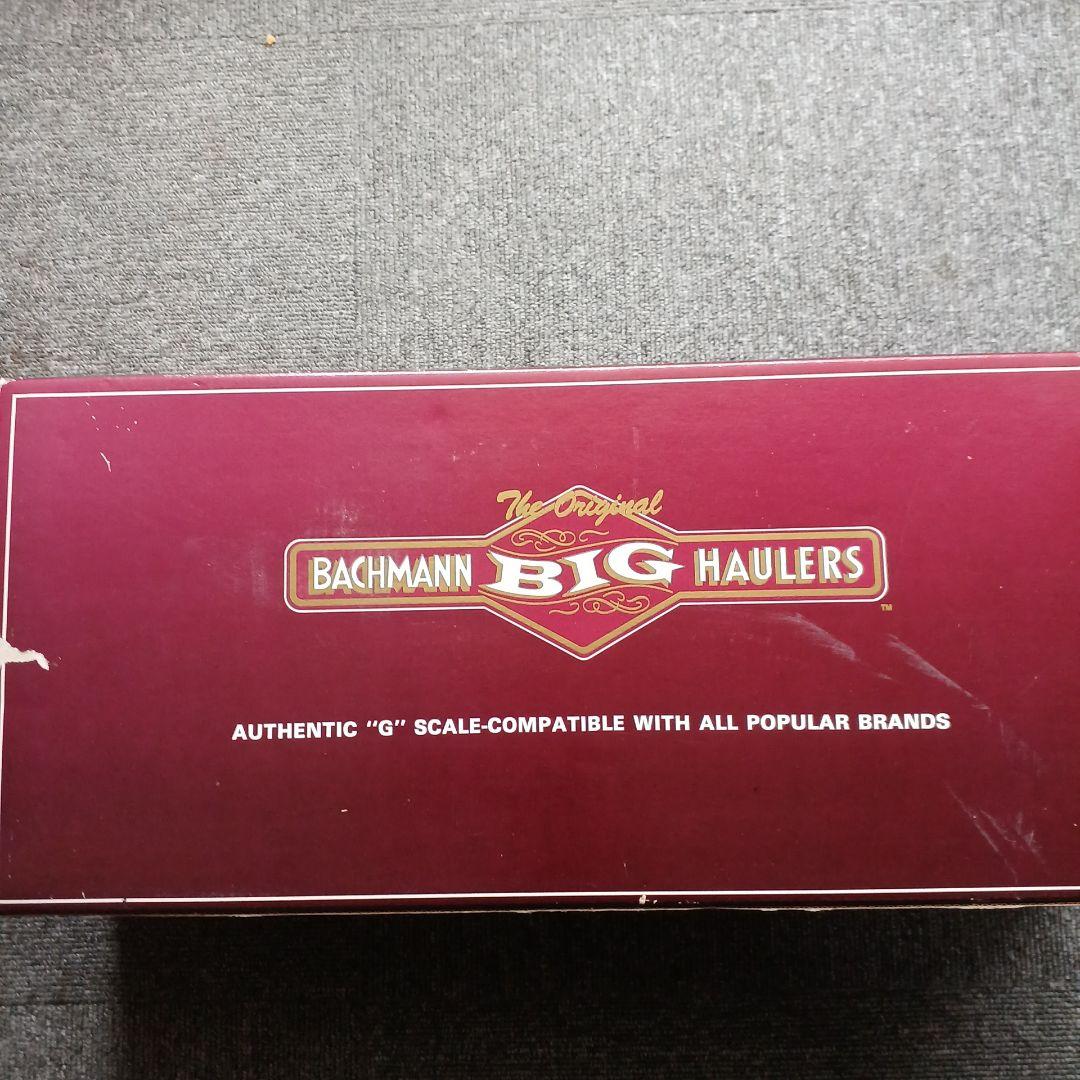 The Original
BACHMANN BIG HAULERS
TM
AUTHENTIC "G" SCALE-COMPATIBLE WITH ALL POPULAR BRANDS